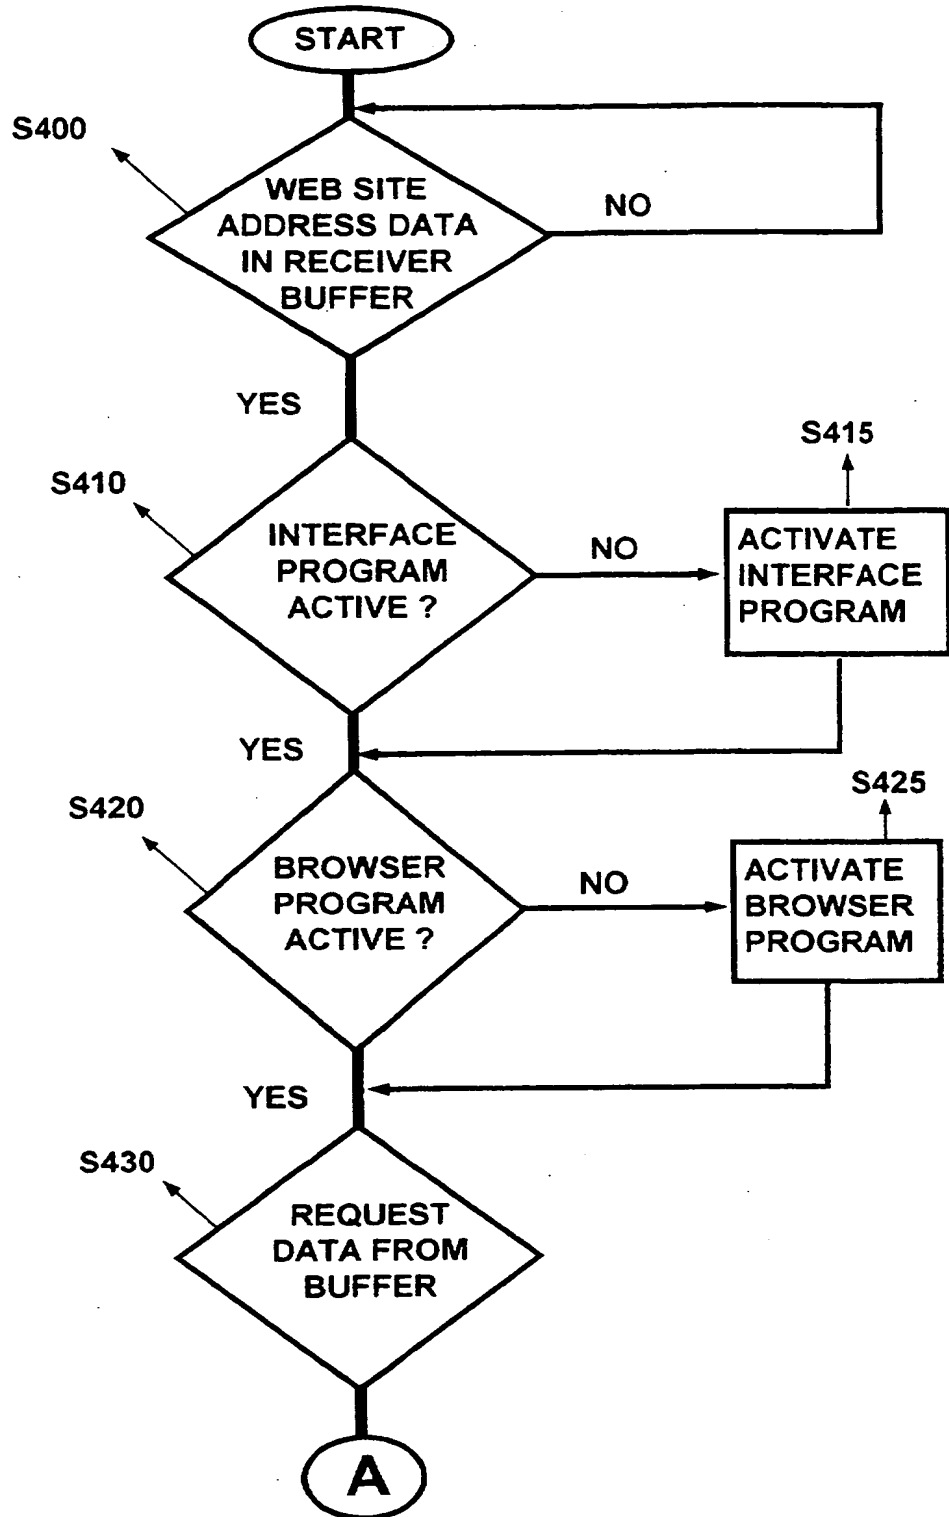 START
S400
WEB SITE
ADDRESS DATA
IN RECEIVER
BUFFER
NO
YES
S415
S410
INTERFACE
PROGRAM
ACTIVE ?
NO
ACTIVATE
INTERFACE
PROGRAM
YES
S425
S420
BROWSER
PROGRAM
ACTIVE ?
NO
ACTIVATE
BROWSER
PROGRAM
YES
S430
REQUEST
DATA FROM
BUFFER
A